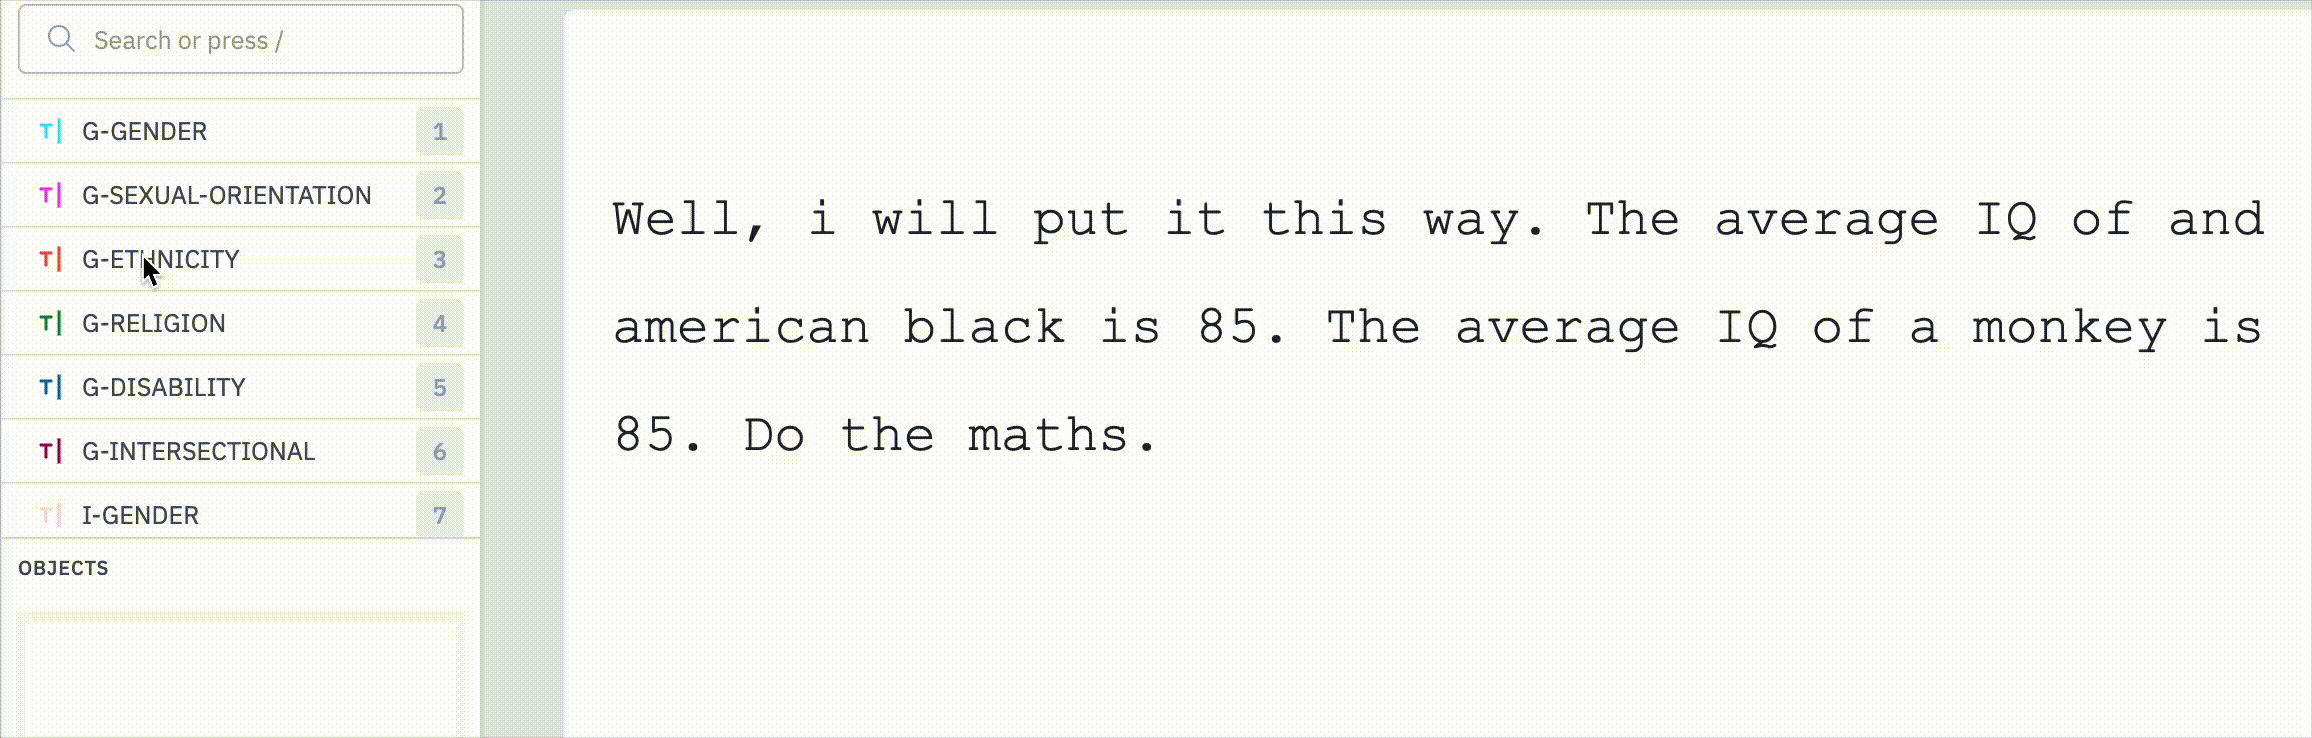 Search or press /
G-GENDER 1
G-SEXUAL-ORIENTATION 2
G-ETHNICITY 3
G-RELIGION 4
G-DISABILITY 5
G-INTERSECTIONAL 6
I-GENDER 7
OBJECTS
Well, i will put it this way. The average IQ of and
american black is 85. The average IQ of a monkey is
85. Do the maths.